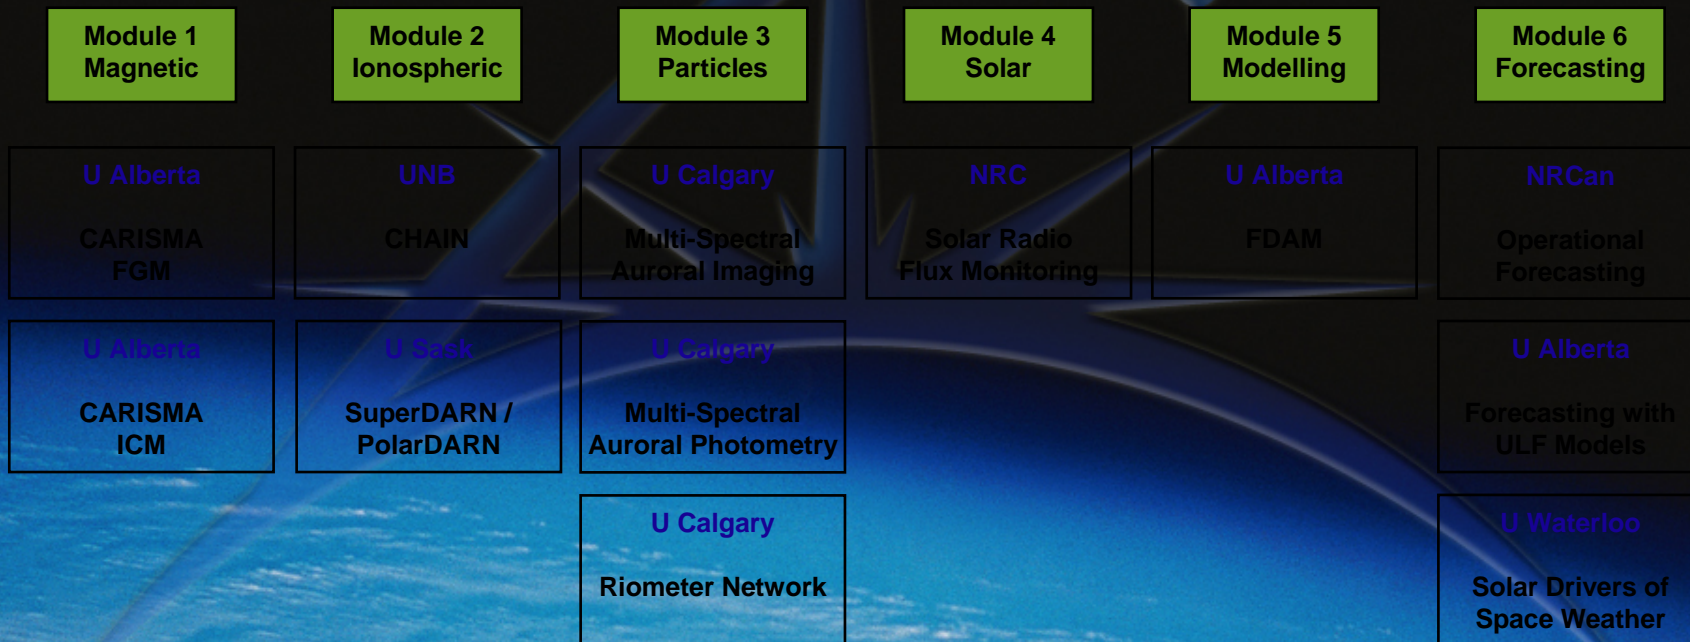 Module 1
Magnetic
Module 2
Ionospheric
Module 3
Particles
Module 4
Solar
Module 5
Modelling
Module 6
Forecasting
U Alberta
CARISMA
FGM
UNB
CHAIN
U Calgary
Multi-Spectral
Auroral Imaging
NRC
Solar Radio
Flux Monitoring
U Alberta
FDAM
NRCan
Operational
Forecasting
U Alberta
CARISMA
ICM
U Sask
SuperDARN /
PolarDARN
U Calgary
Multi-Spectral
Auroral Photometry
U Alberta
Forecasting with
ULF Models
U Calgary
Riometer Network
U Waterloo
Solar Drivers of
Space Weather